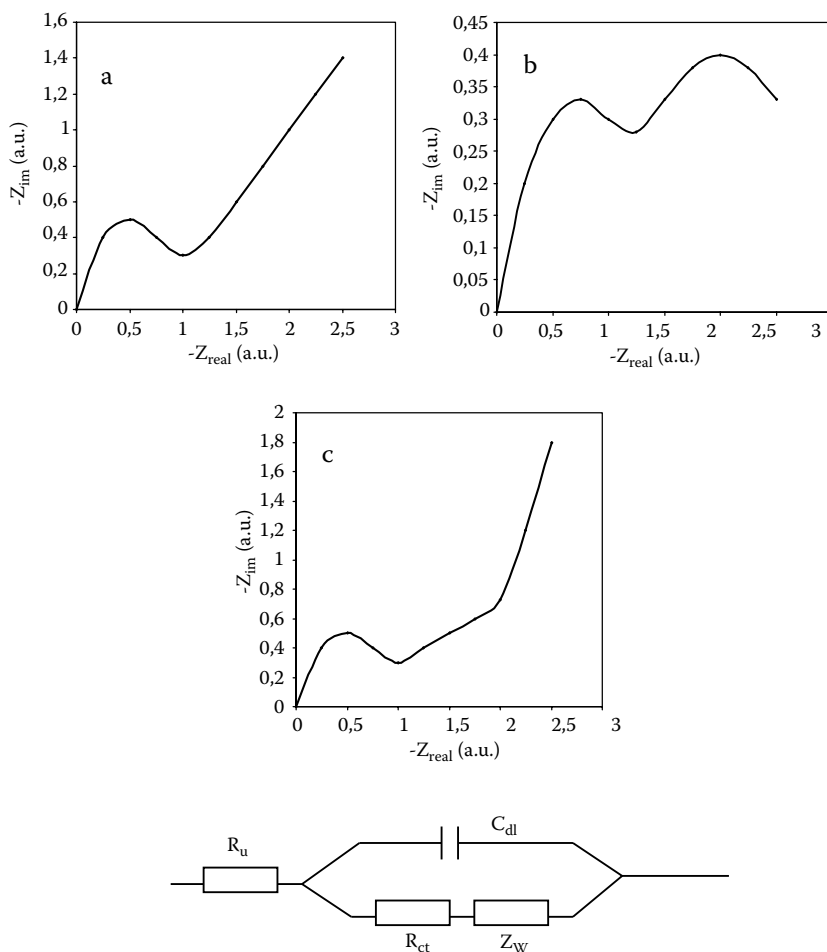 a
1,6
1,4
1,2
1
0,8
0,6
0,4
0,2
0
-Z_im (a.u.)
0 0,5 1 1,5 2 2,5 3
-Z_real (a.u.)
b
0,45
0,4
0,35
0,3
0,25
0,2
0,15
0,1
0,05
0
-Z_im (a.u.)
0 0,5 1 1,5 2 2,5 3
-Z_real (a.u.)
c
2
1,8
1,6
1,4
1,2
1
0,8
0,6
0,4
0,2
0
-Z_im (a.u.)
0 0,5 1 1,5 2 2,5 3
-Z_real (a.u.)
C_dl
R_u
R_ct
Z_W